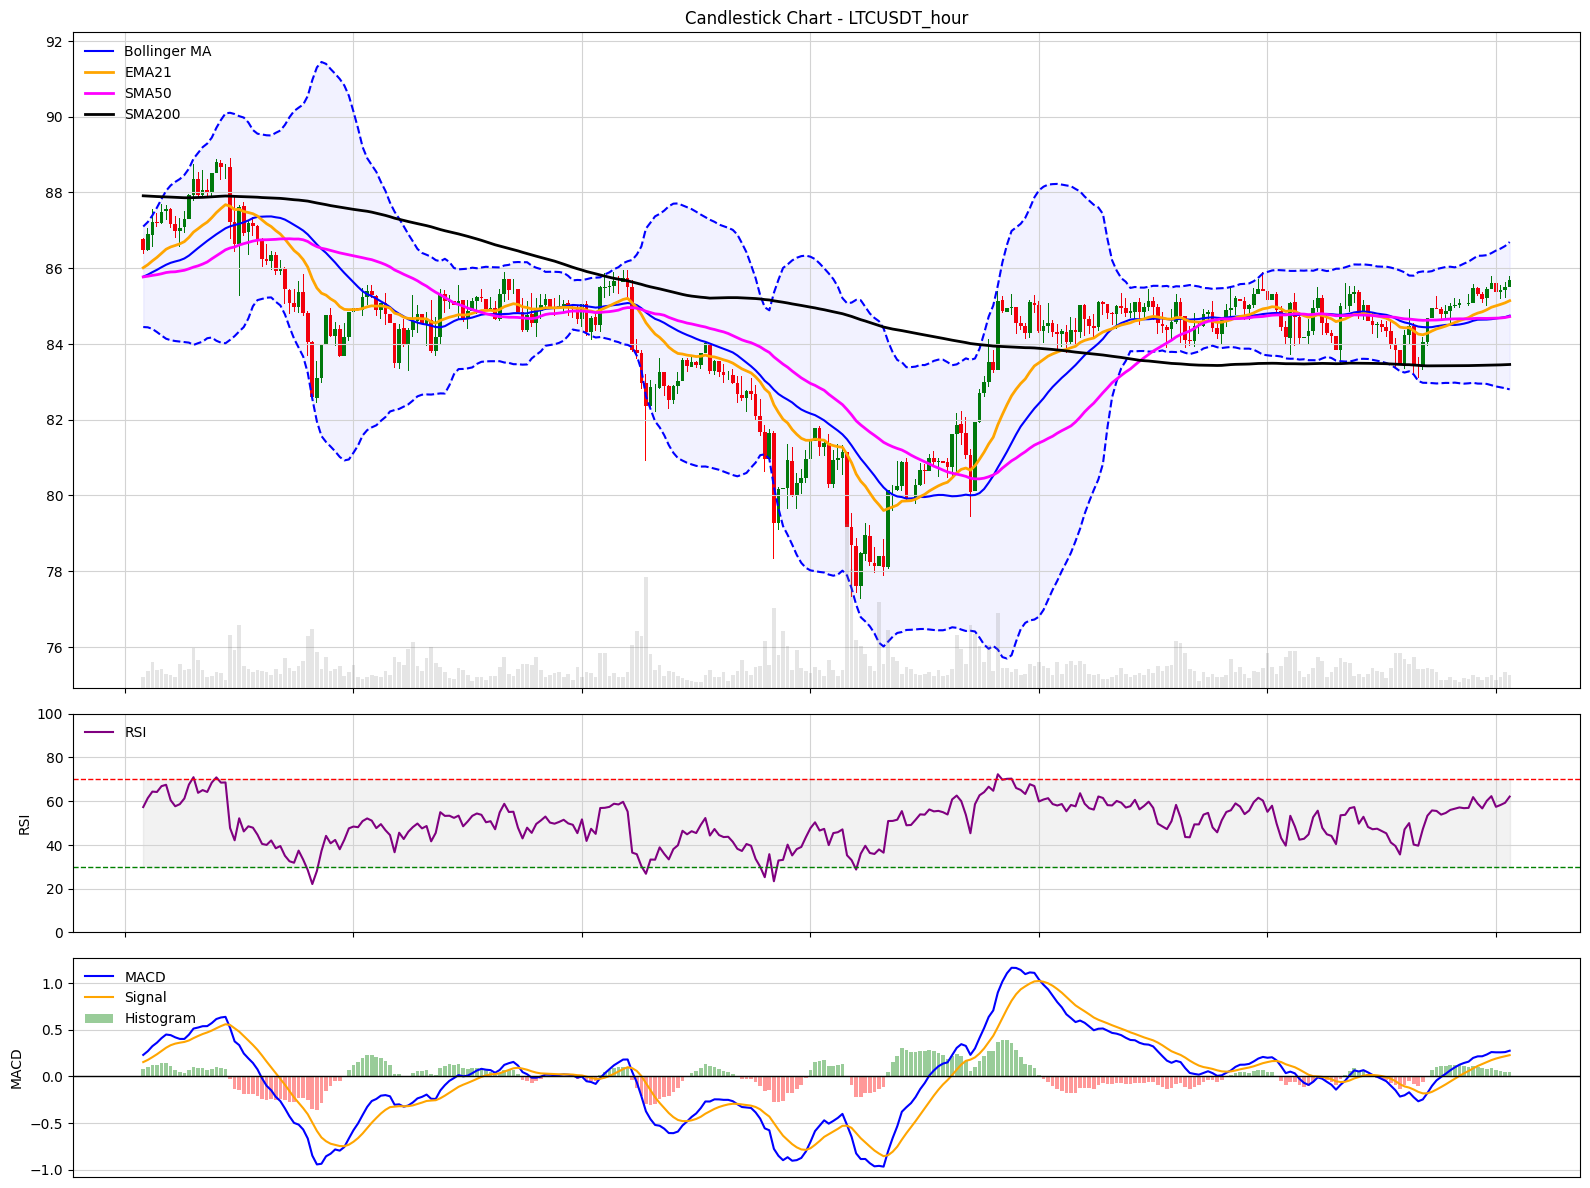 Candlestick Chart - LTCUSDT_hour
92
90
88
86
84
82
80
78
76
Bollinger MA
EMA21
SMA50
SMA200
100
80
60
40
20
0
RSI
RSI
1.0
0.5
0.0
−0.5
−1.0
MACD
MACD
Signal
Histogram